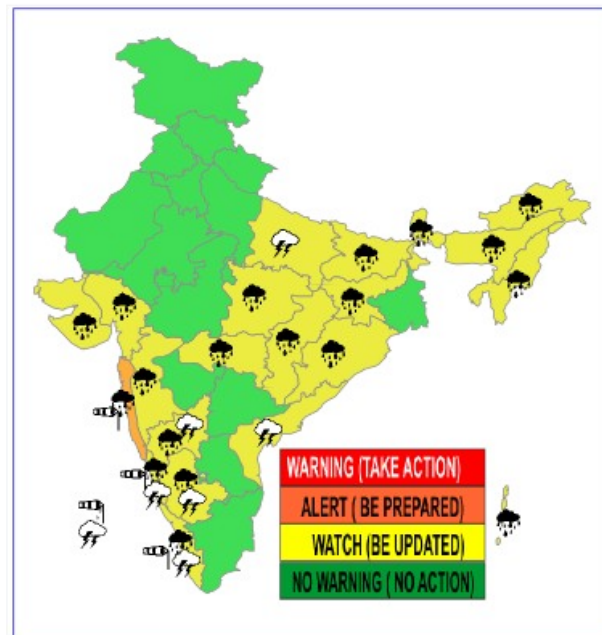 WARNING (TAKE ACTION)
ALERT ( BE PREPARED)
WATCH (BE UPDATED)
NO WARNING ( NO ACTION)